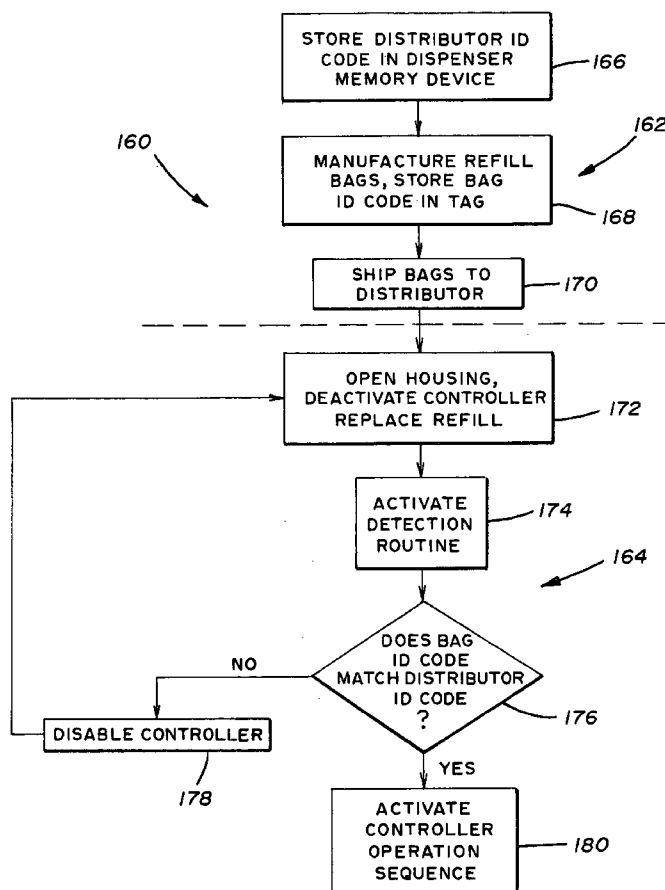 STORE DISTRIBUTOR ID
CODE IN DISPENSER
MEMORY DEVICE
166
160
162
MANUFACTURE REFILL
BAGS, STORE BAG
ID CODE IN TAG
168
SHIP BAGS TO
DISTRIBUTOR
170
OPEN HOUSING,
DEACTIVATE CONTROLLER
REPLACE REFILL
172
ACTIVATE
DETECTION
ROUTINE
174
164
DOES BAG
ID CODE
MATCH DISTRIBUTOR
ID CODE
?
176
NO
DISABLE CONTROLLER
178
YES
ACTIVATE
CONTROLLER
OPERATION
SEQUENCE
180